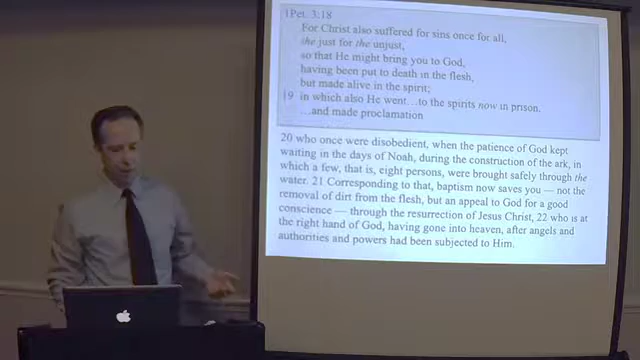 1Pet. 3:18
For Christ also suffered for sins once for all,
the just for the unjust,
so that He might bring you to God,
having been put to death in the flesh,
but made alive in the spirit;
19 in which also He went…to the spirits now in prison.
…and made proclamation
20 who once were disobedient, when the patience of God kept
waiting in the days of Noah, during the construction of the ark, in
which a few, that is, eight persons, were brought safely through the
water. 21 Corresponding to that, baptism now saves you — not the
removal of dirt from the flesh, but an appeal to God for a good
conscience — through the resurrection of Jesus Christ, 22 who is at
the right hand of God, having gone into heaven, after angels and
authorities and powers had been subjected to Him.